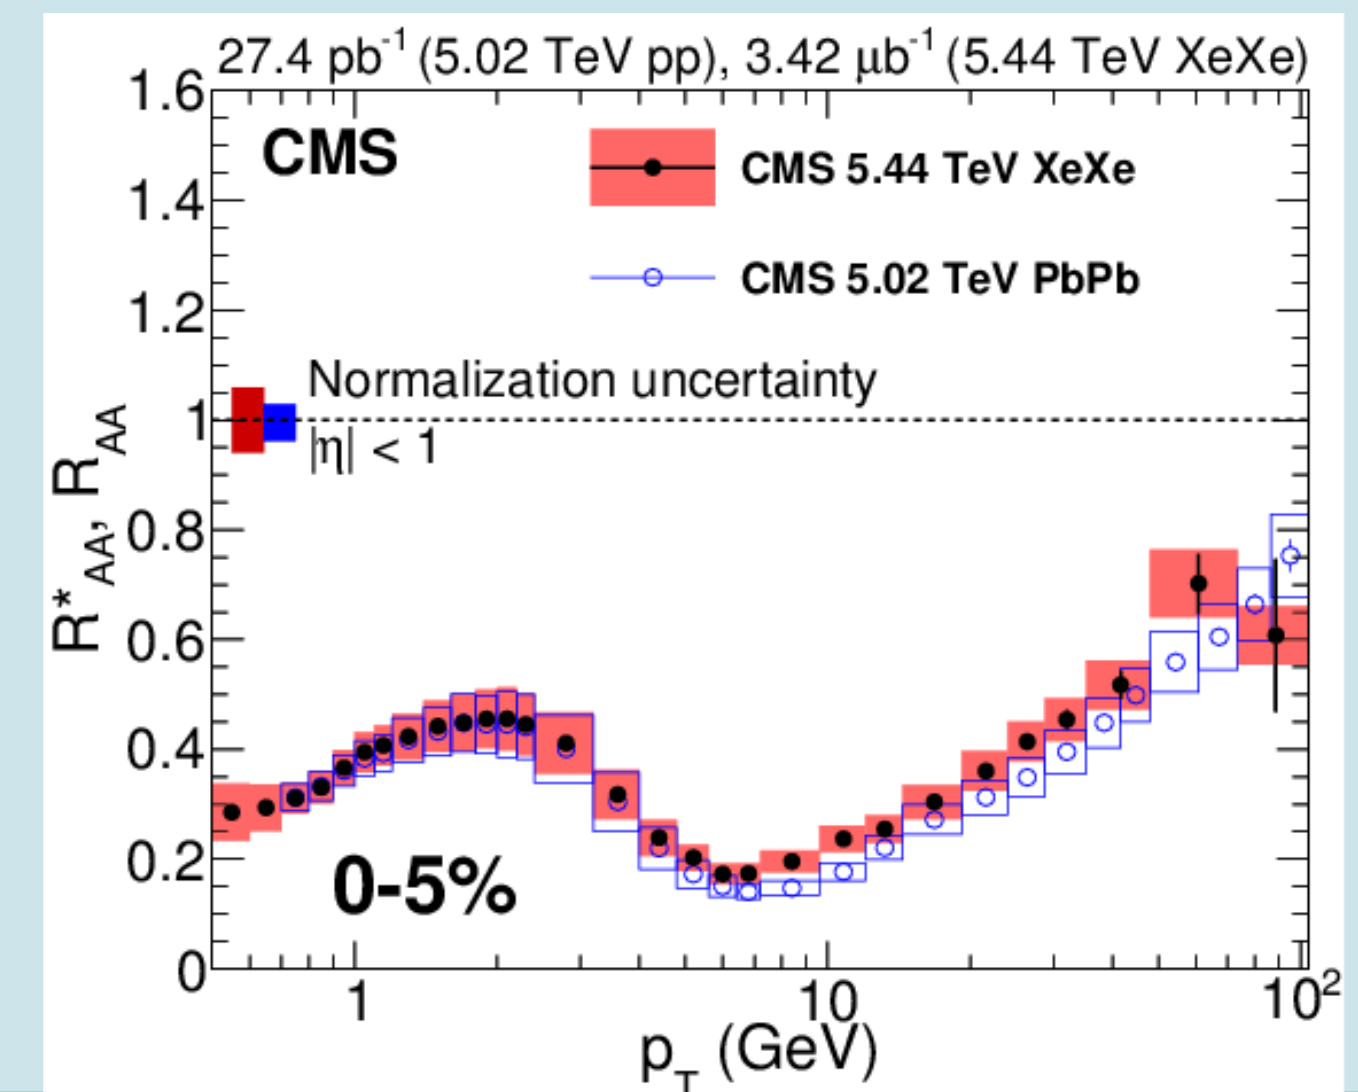 27.4 pb⁻¹ (5.02 TeV pp), 3.42 μb⁻¹ (5.44 TeV XeXe)
CMS
CMS 5.44 TeV XeXe
CMS 5.02 TeV PbPb
Normalization uncertainty
|η| < 1
0-5%
R*AA, RAA
1.6
1.4
1.2
1
0.8
0.6
0.4
0.2
0
1
10
10²
pT (GeV)